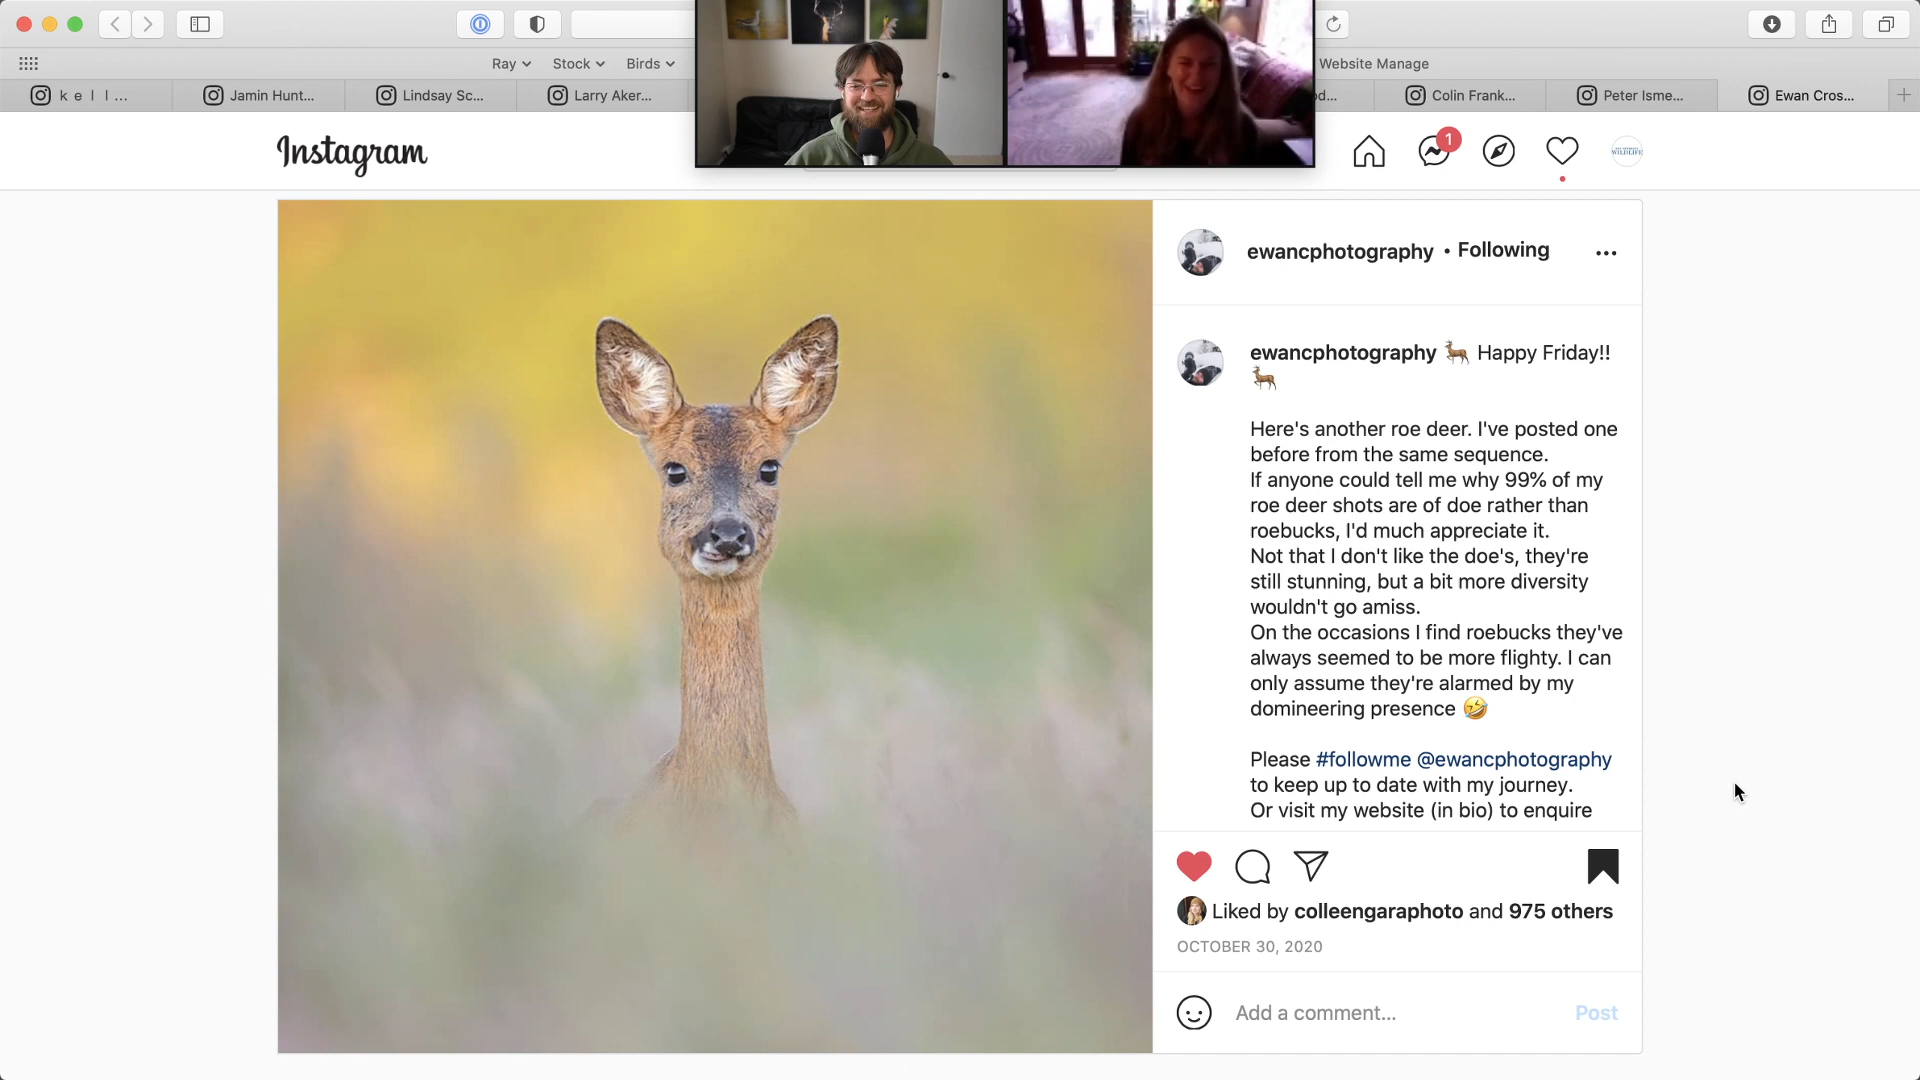 Ray
Stock
Birds
Website Manage
k e l l ...
Jamin Hunt...
Lindsay Sc...
Larry Aker...
d...
Colin Frank...
Peter Isme...
Ewan Cros...
Instagram
1
WILDLIFE
ewancphotography • Following
ewancphotography 🦌 Happy Friday!!
🦌
Here's another roe deer. I've posted one
before from the same sequence.
If anyone could tell me why 99% of my
roe deer shots are of doe rather than
roebucks, I'd much appreciate it.
Not that I don't like the doe's, they're
still stunning, but a bit more diversity
wouldn't go amiss.
On the occasions I find roebucks they've
always seemed to be more flighty. I can
only assume they're alarmed by my
domineering presence 🤣
Please #followme @ewancphotography
to keep up to date with my journey.
Or visit my website (in bio) to enquire
Liked by colleengaraphoto and 975 others
OCTOBER 30, 2020
Add a comment...
Post